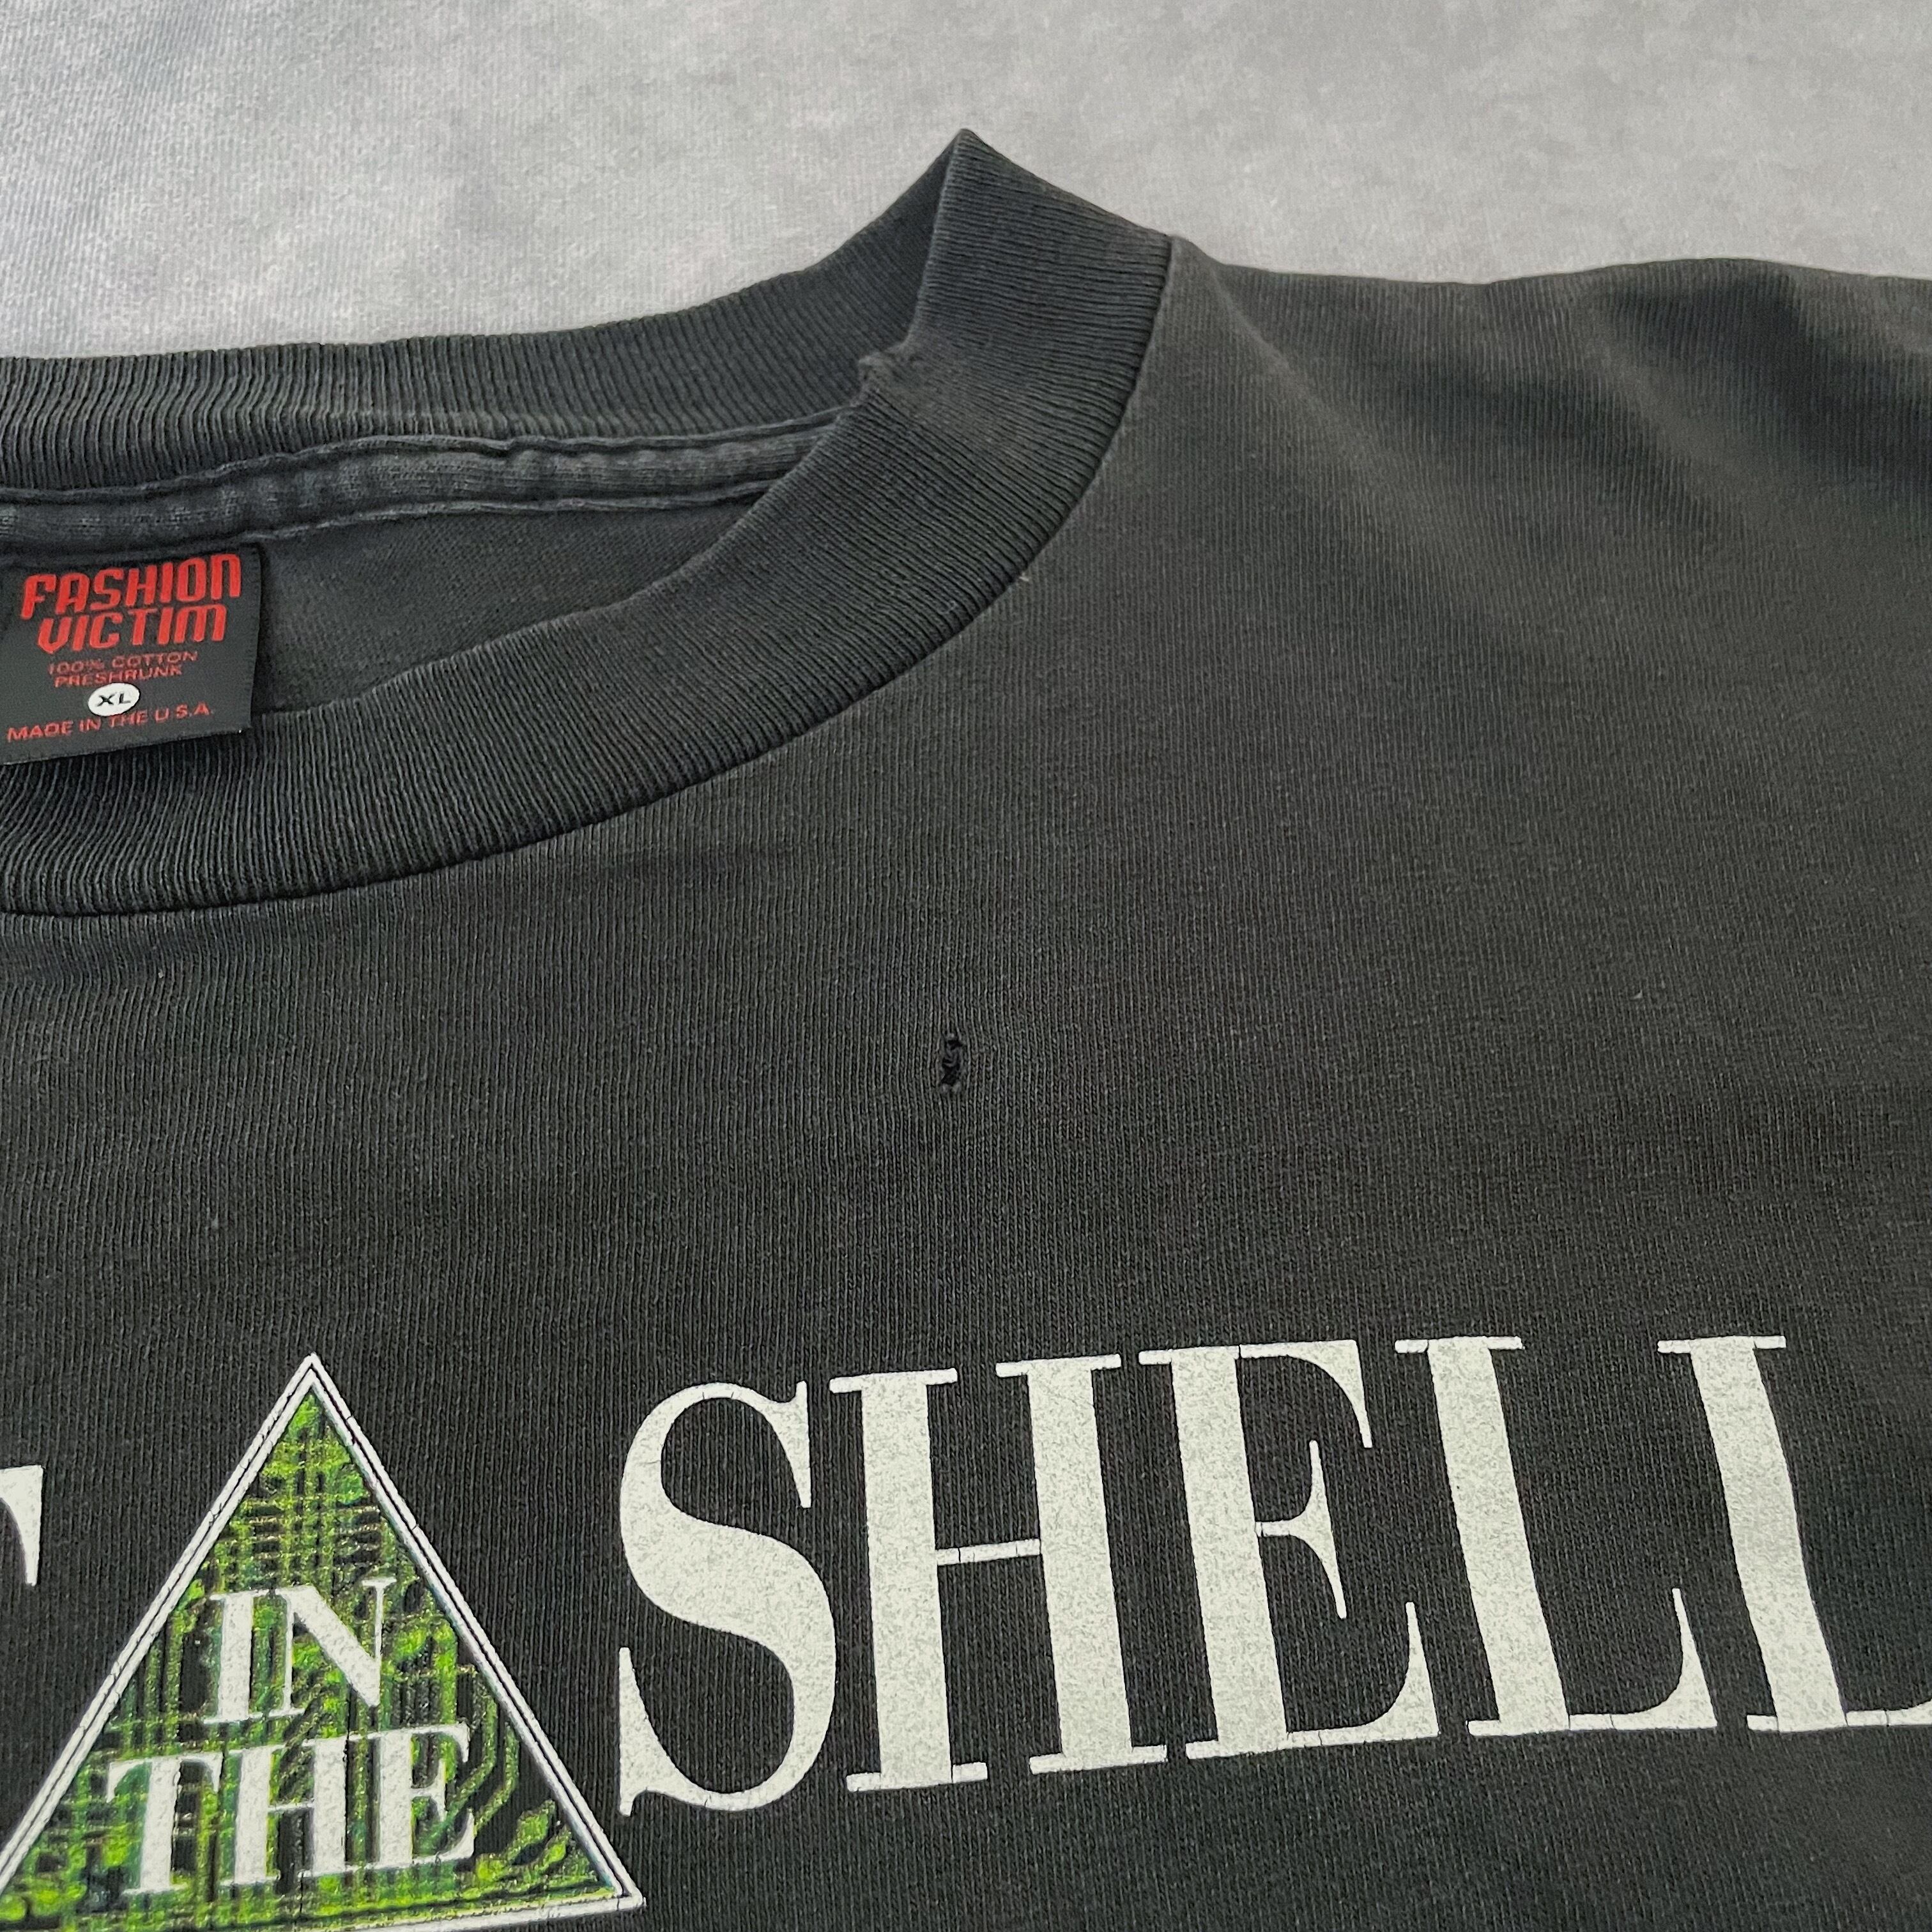 FASHION
VICTIM
100% COTTON
PRESHRUNK
XL
MADE IN THE U.S.A.
T IN THE SHELL